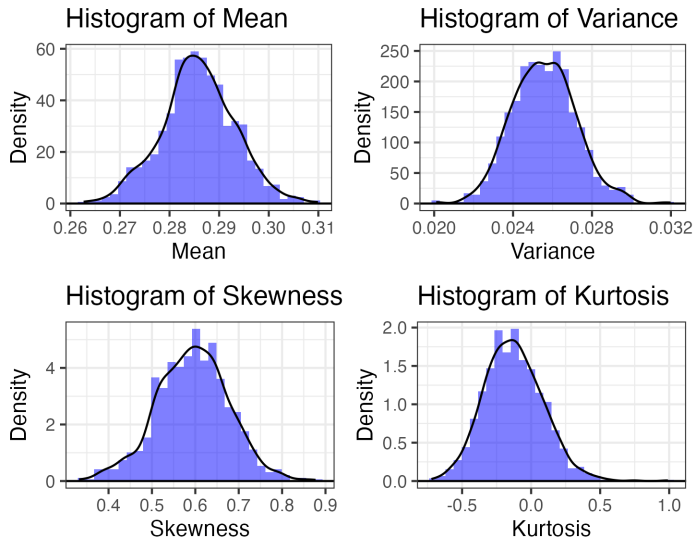 Histogram of Mean
Density
60
40
20
0
0.26 0.27 0.28 0.29 0.30 0.31
Mean
Histogram of Variance
Density
250
200
150
100
50
0
0.020 0.024 0.028 0.032
Variance
Histogram of Skewness
Density
4
2
0
0.4 0.5 0.6 0.7 0.8 0.9
Skewness
Histogram of Kurtosis
Density
2.0
1.5
1.0
0.5
0.0
-0.5 0.0 0.5 1.0
Kurtosis